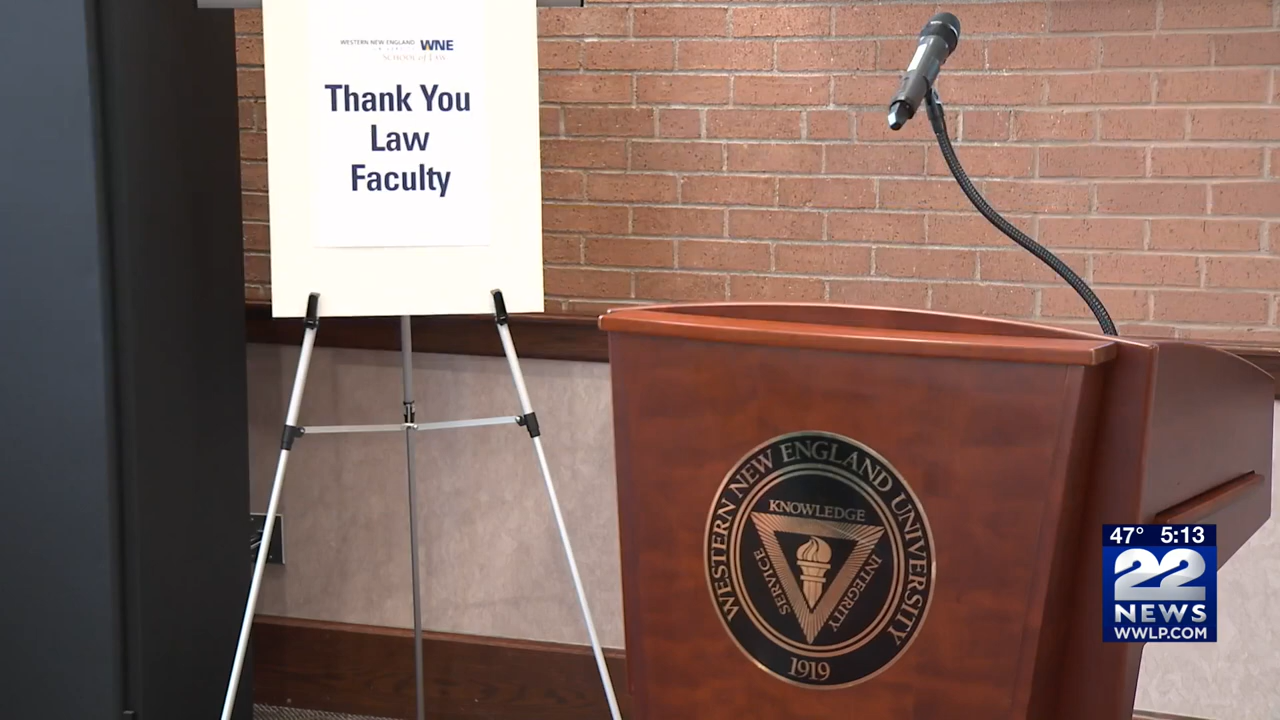 WESTERN NEW ENGLAND WNE
SCHOOL of LAW
Thank You
Law
Faculty
WESTERN NEW ENGLAND UNIVERSITY
KNOWLEDGE
SERVICE
INTEGRITY
1919
47° 5:13
22
NEWS
WWLP.COM